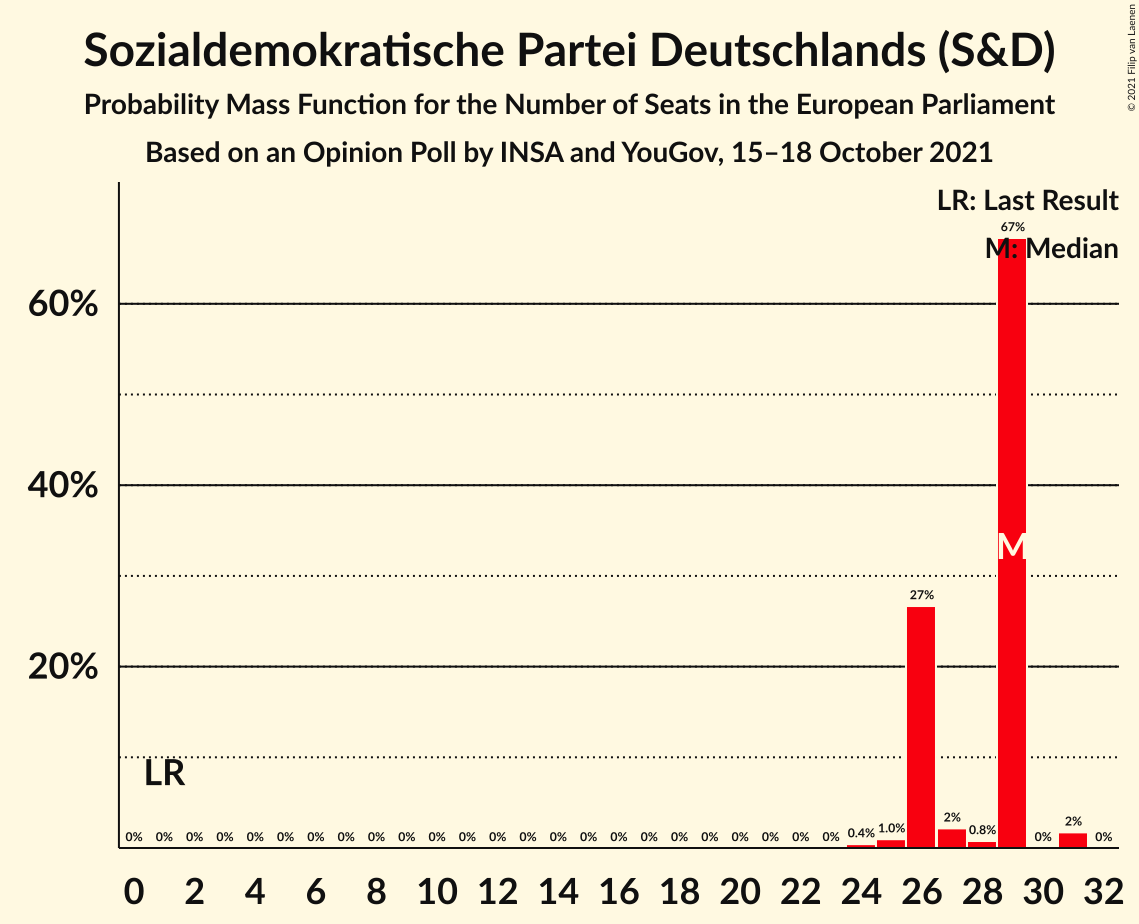 Sozialdemokratische Partei Deutschlands (S&D)
Probability Mass Function for the Number of Seats in the European Parliament
Based on an Opinion Poll by INSA and YouGov, 15–18 October 2021
© 2021 Filip van Laenen
LR: Last Result
M: Median
67%
60%
40%
M
27%
20%
LR
0% 0% 0% 0% 0% 0% 0% 0% 0% 0% 0% 0% 0% 0% 0% 0% 0% 0% 0% 0% 0% 0% 0% 0% 0.4% 1.0% 2% 0.8% 0% 2% 0%
0 2 4 6 8 10 12 14 16 18 20 22 24 26 28 30 32